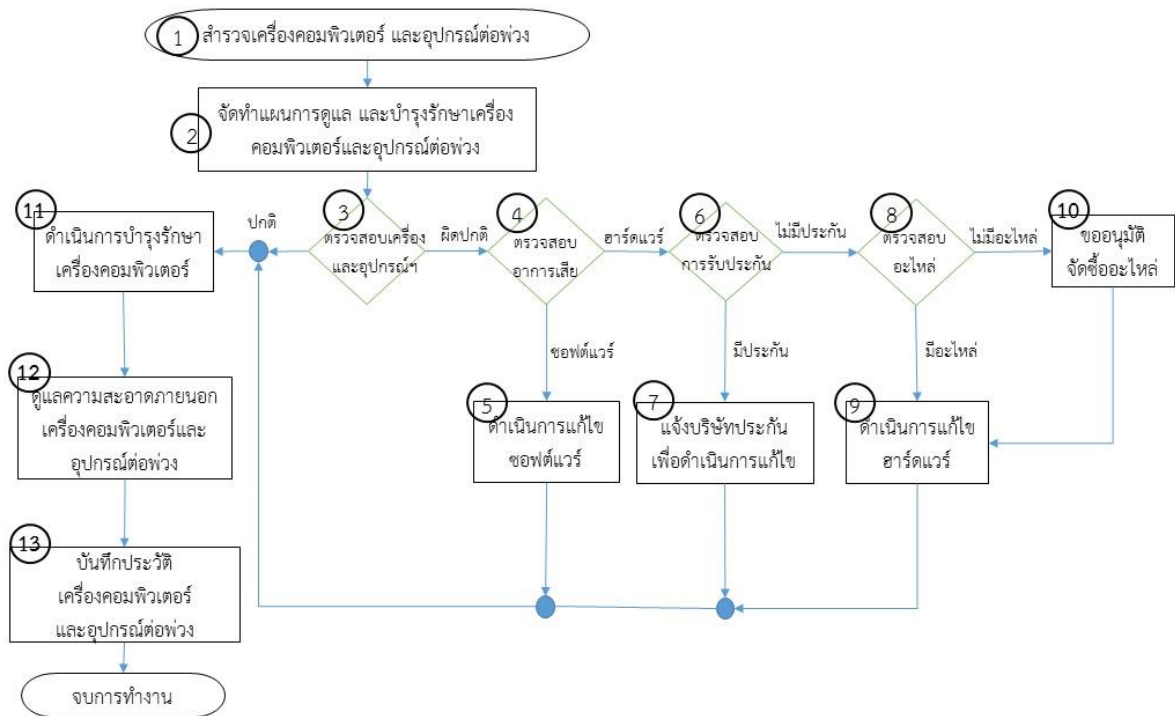 1 สำรวจเครื่องคอมพิวเตอร์ และอุปกรณ์ต่อพ่วง
2
จัดทำแผนการดูแล และบำรุงรักษาเครื่อง
คอมพิวเตอร์และอุปกรณ์ต่อพ่วง
3
ตรวจสอบเครื่อง
และอุปกรณ์ฯ
ปกติ
ผิดปกติ
4
ตรวจสอบ
อาการเสีย
ฮาร์ดแวร์
ซอฟต์แวร์
6
ตรวจสอบ
การรับประกัน
ไม่มีประกัน
มีประกัน
8
ตรวจสอบ
อะไหล่
ไม่มีอะไหล่
มีอะไหล่
10
ขออนุมัติ
จัดซื้ออะไหล่
11
ดำเนินการบำรุงรักษา
เครื่องคอมพิวเตอร์
5
ดำเนินการแก้ไข
ซอฟต์แวร์
7
แจ้งบริษัทประกัน
เพื่อดำเนินการแก้ไข
9
ดำเนินการแก้ไข
ฮาร์ดแวร์
12
ดูแลความสะอาดภายนอก
เครื่องคอมพิวเตอร์และ
อุปกรณ์ต่อพ่วง
13
บันทึกประวัติ
เครื่องคอมพิวเตอร์
และอุปกรณ์ต่อพ่วง
จบการทำงาน